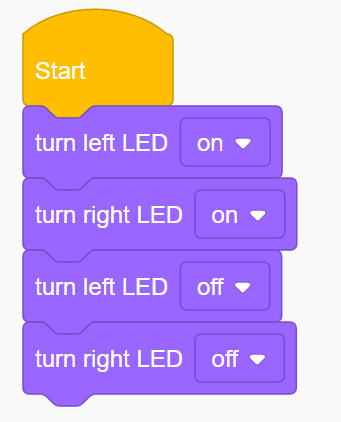 Start
turn left LED on
turn right LED on
turn left LED off
turn right LED off